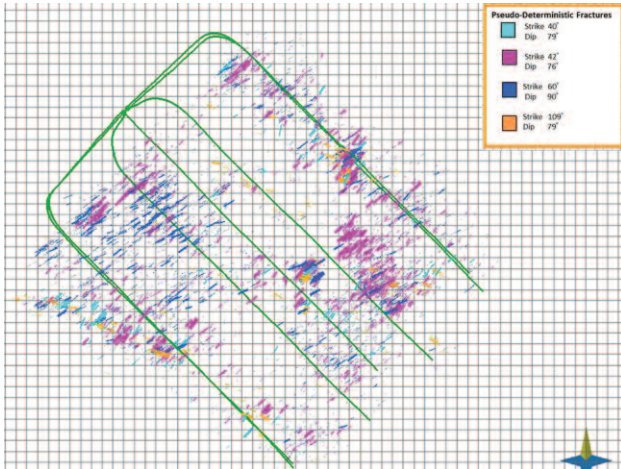 Pseudo-Deterministic Fractures
Strike 40°
Dip 79°
Strike 42°
Dip 76°
Strike 60°
Dip 90°
Strike 109°
Dip 79°